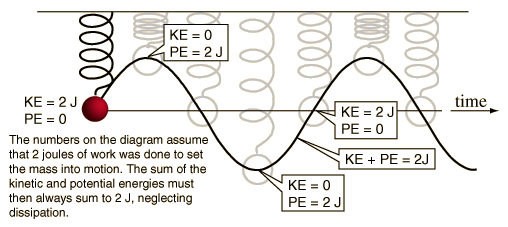 KE = 0
PE = 2 J
KE = 2 J
PE = 0
time
KE = 2 J
PE = 0
The numbers on the diagram assume
that 2 joules of work was done to set
the mass into motion. The sum of the
kinetic and potential energies must
then always sum to 2 J, neglecting
dissipation.
KE + PE = 2J
KE = 0
PE = 2 J